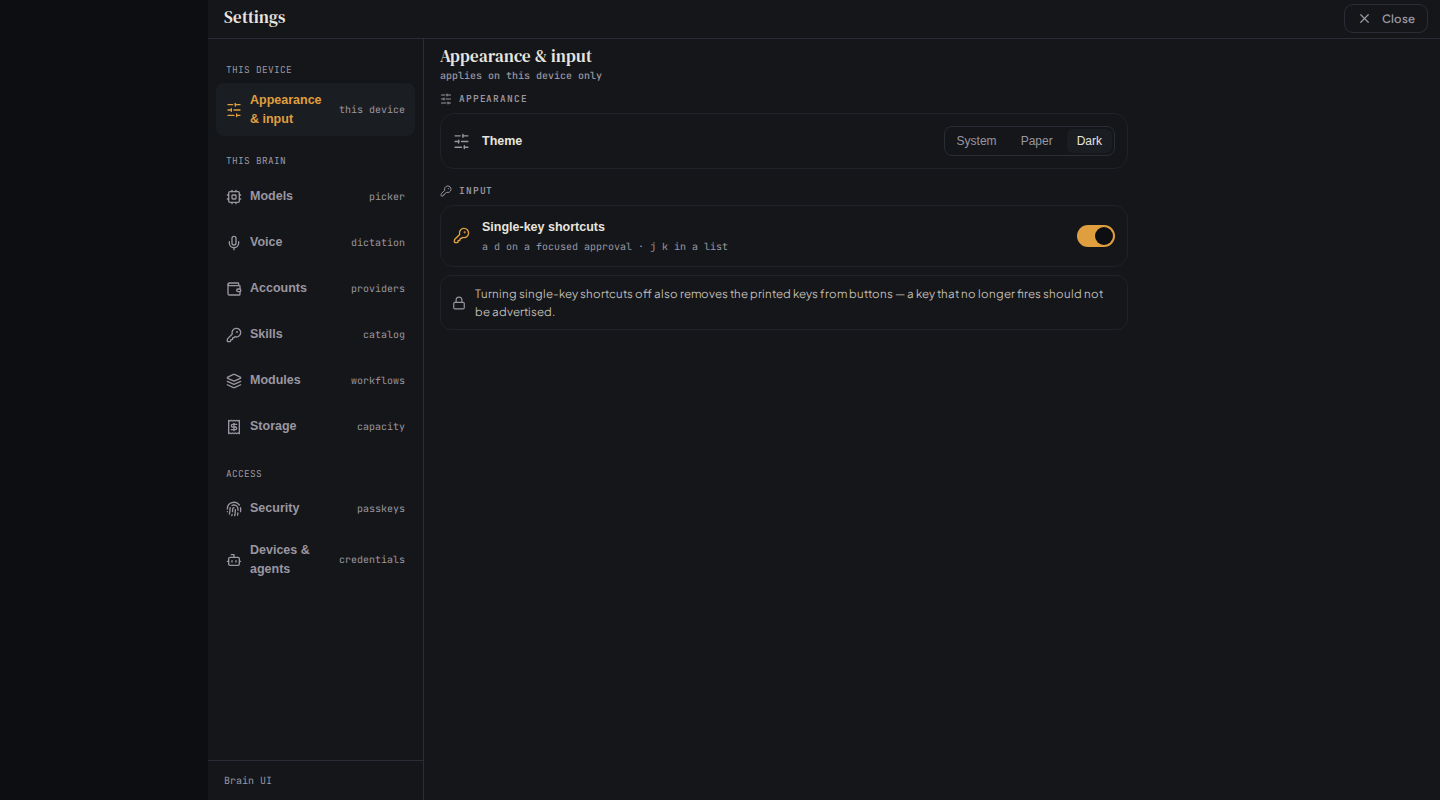 Settings
Close
THIS DEVICE
Appearance
& input
this device
THIS BRAIN
Models
picker
Voice
dictation
Accounts
providers
Skills
catalog
Modules
workflows
Storage
capacity
ACCESS
Security
passkeys
Devices &
agents
credentials
Brain UI
Appearance & input
applies on this device only
APPEARANCE
Theme
System Paper Dark
INPUT
Single-key shortcuts
a d on a focused approval · j k in a list
Turning single-key shortcuts off also removes the printed keys from buttons — a key that no longer fires should not
be advertised.